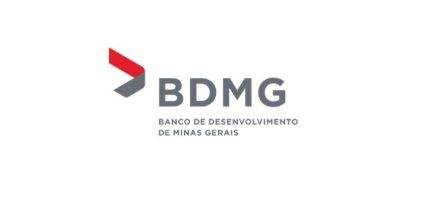 BDMG
BANCO DE DESENVOLVIMENTO
DE MINAS GERAIS